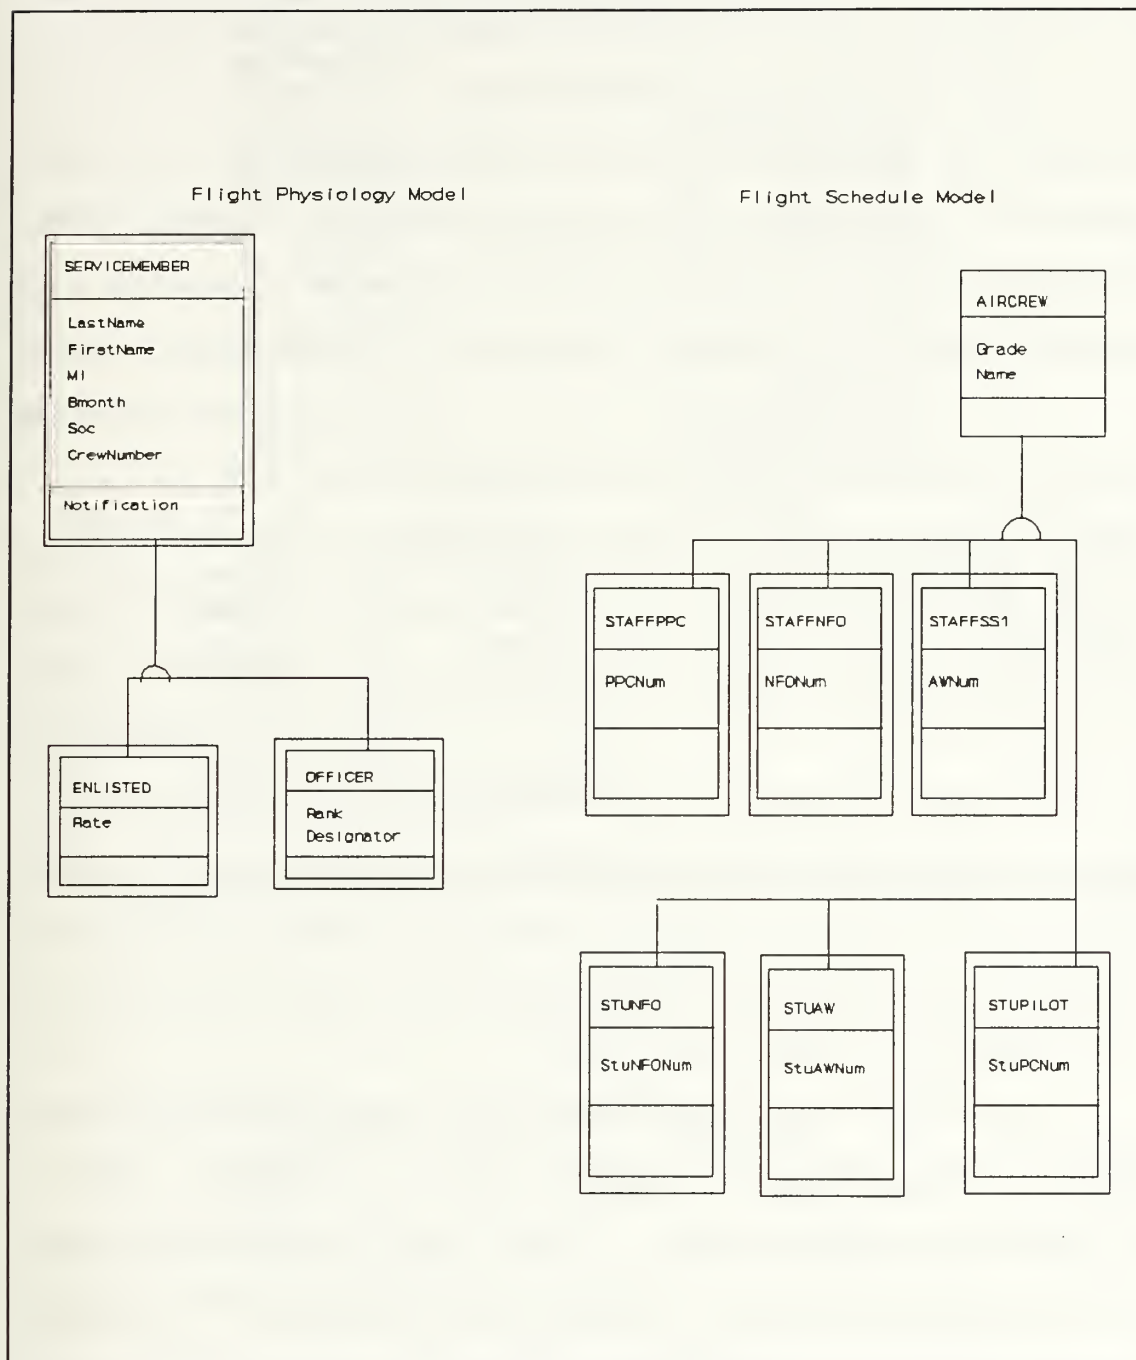 Flight Physiology Model
SERVICEMEMBER
LastName
FirstName
MI
Bmonth
Soc
CrewNumber
Notification
ENLISTED
Rate
OFFICER
Rank
Designator
Flight Schedule Model
AIRCREW
Grade
Name
STAFFPPC
PPCNum
STAFFNFO
NFONum
STAFFSS1
AWNum
STUNFO
StuNFONum
STUAW
StuAWNum
STUPILOT
StuPCNum